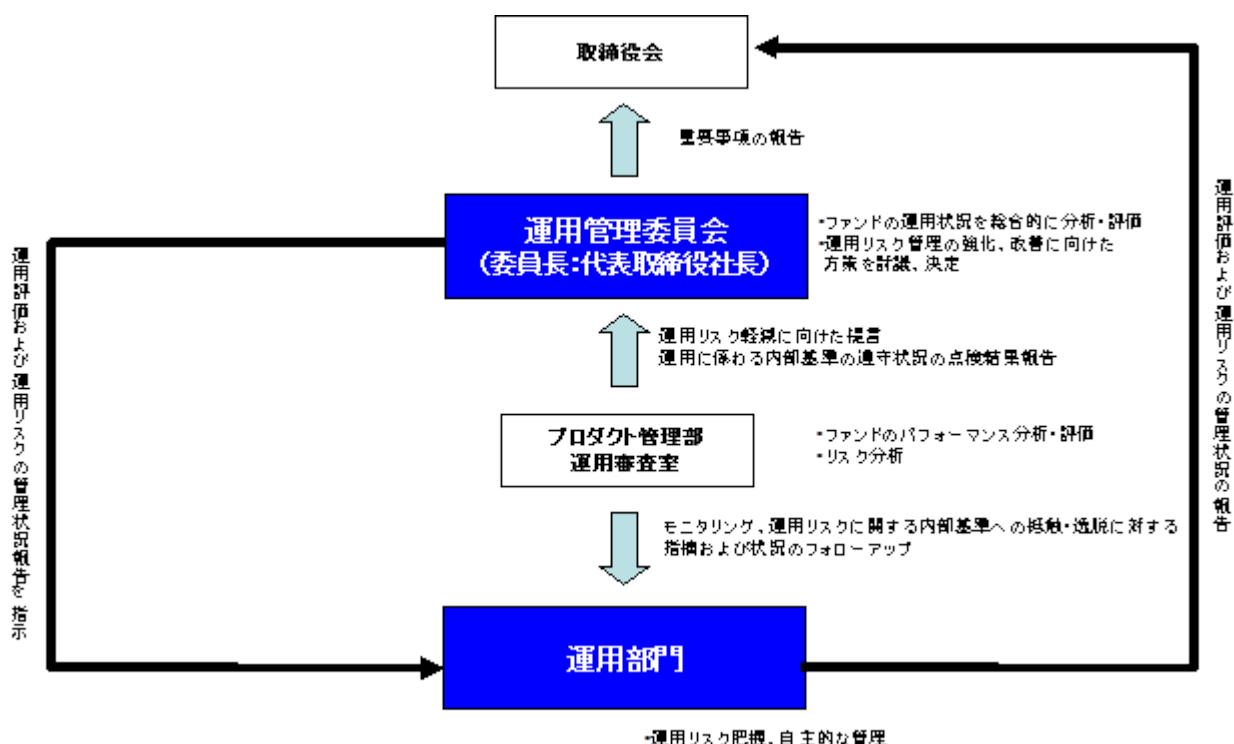 取締役会
重要事項の報告
運用管理委員会
(委員長：代表取締役社長)
・ファンドの運用状況を総合的に分析・評価
・運用リスク管理の強化、改善に向けた
方策を討議、決定
運用リスク軽減に向けた提言
運用に係わる内部基準の遵守状況の点検結果報告
プロダクト管理部
運用審査室
・ファンドのパフォーマンス分析・評価
・リスク分析
モニタリング、運用リスクに関する内部基準への抵触・逸脱に対する
指摘および状況のフォローアップ
運用部門
・運用リスク把握、自主的な管理
運用評価および運用リスクの管理状況報告を指示
運用評価および運用リスクの管理状況の報告